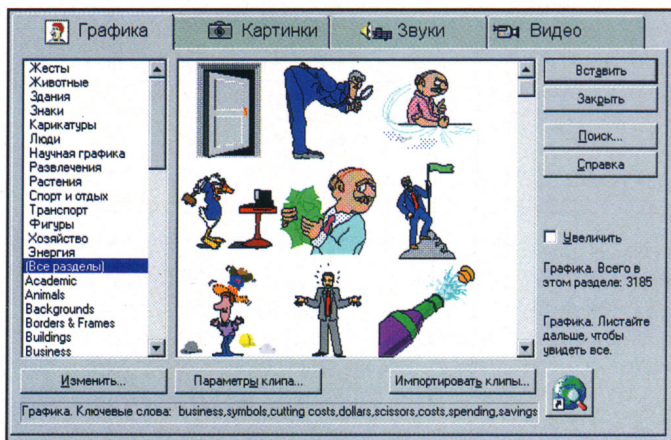 Графика Картинки Звуки Видео
Жесты
Животные
Здания
Знаки
Карикатуры
Люди
Научная графика
Развлечения
Растения
Спорт и отдых
Транспорт
Фигуры
Хозяйство
Энергия
(Все разделы)
Academic
Animals
Backgrounds
Borders & Frames
Buildings
Business
Вставить
Закрыть
Поиск...
Справка
Увеличить
Графика. Всего в
этом разделе: 3185
Графика. Листайте
дальше, чтобы
увидеть все.
Изменить... Параметры клипа... Импортировать клипы...
Графика. Ключевые слова: business,symbols,cutting costs,dollars,scissors,costs,spending,savings